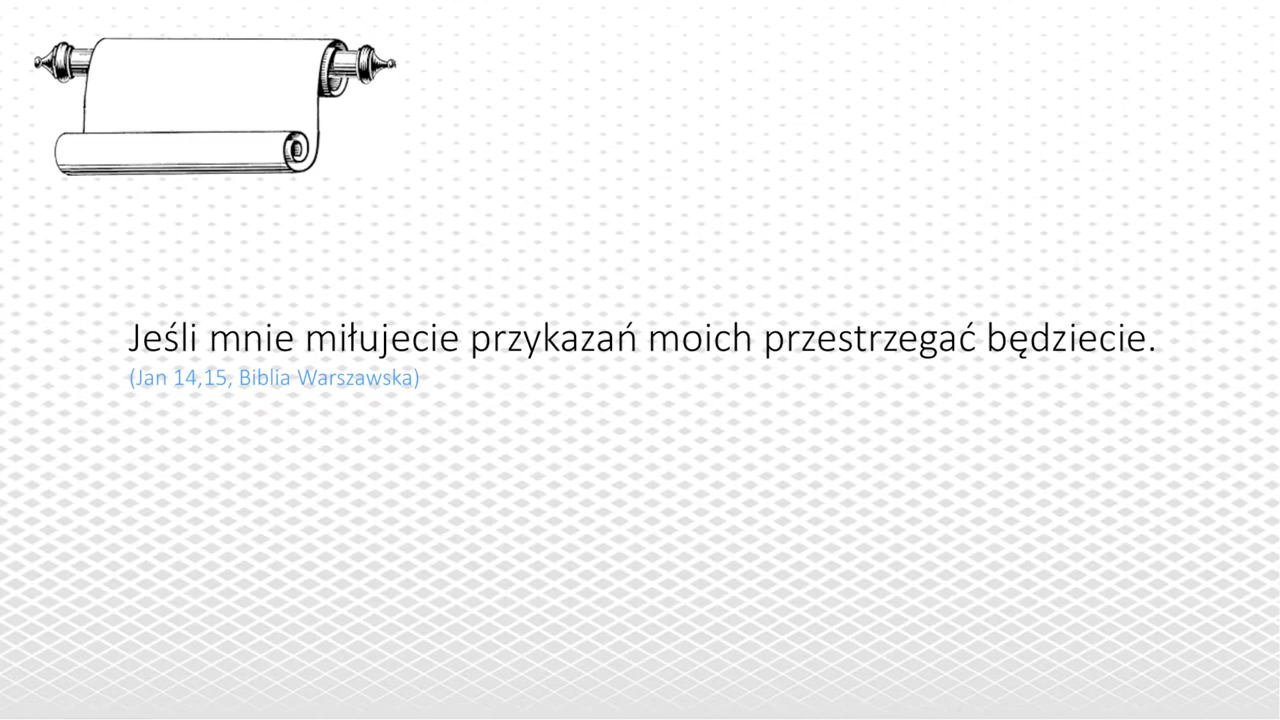 Jeśli mnie miłujecie przykazań moich przestrzegać będziecie.
(Jan 14,15, Biblia Warszawska)